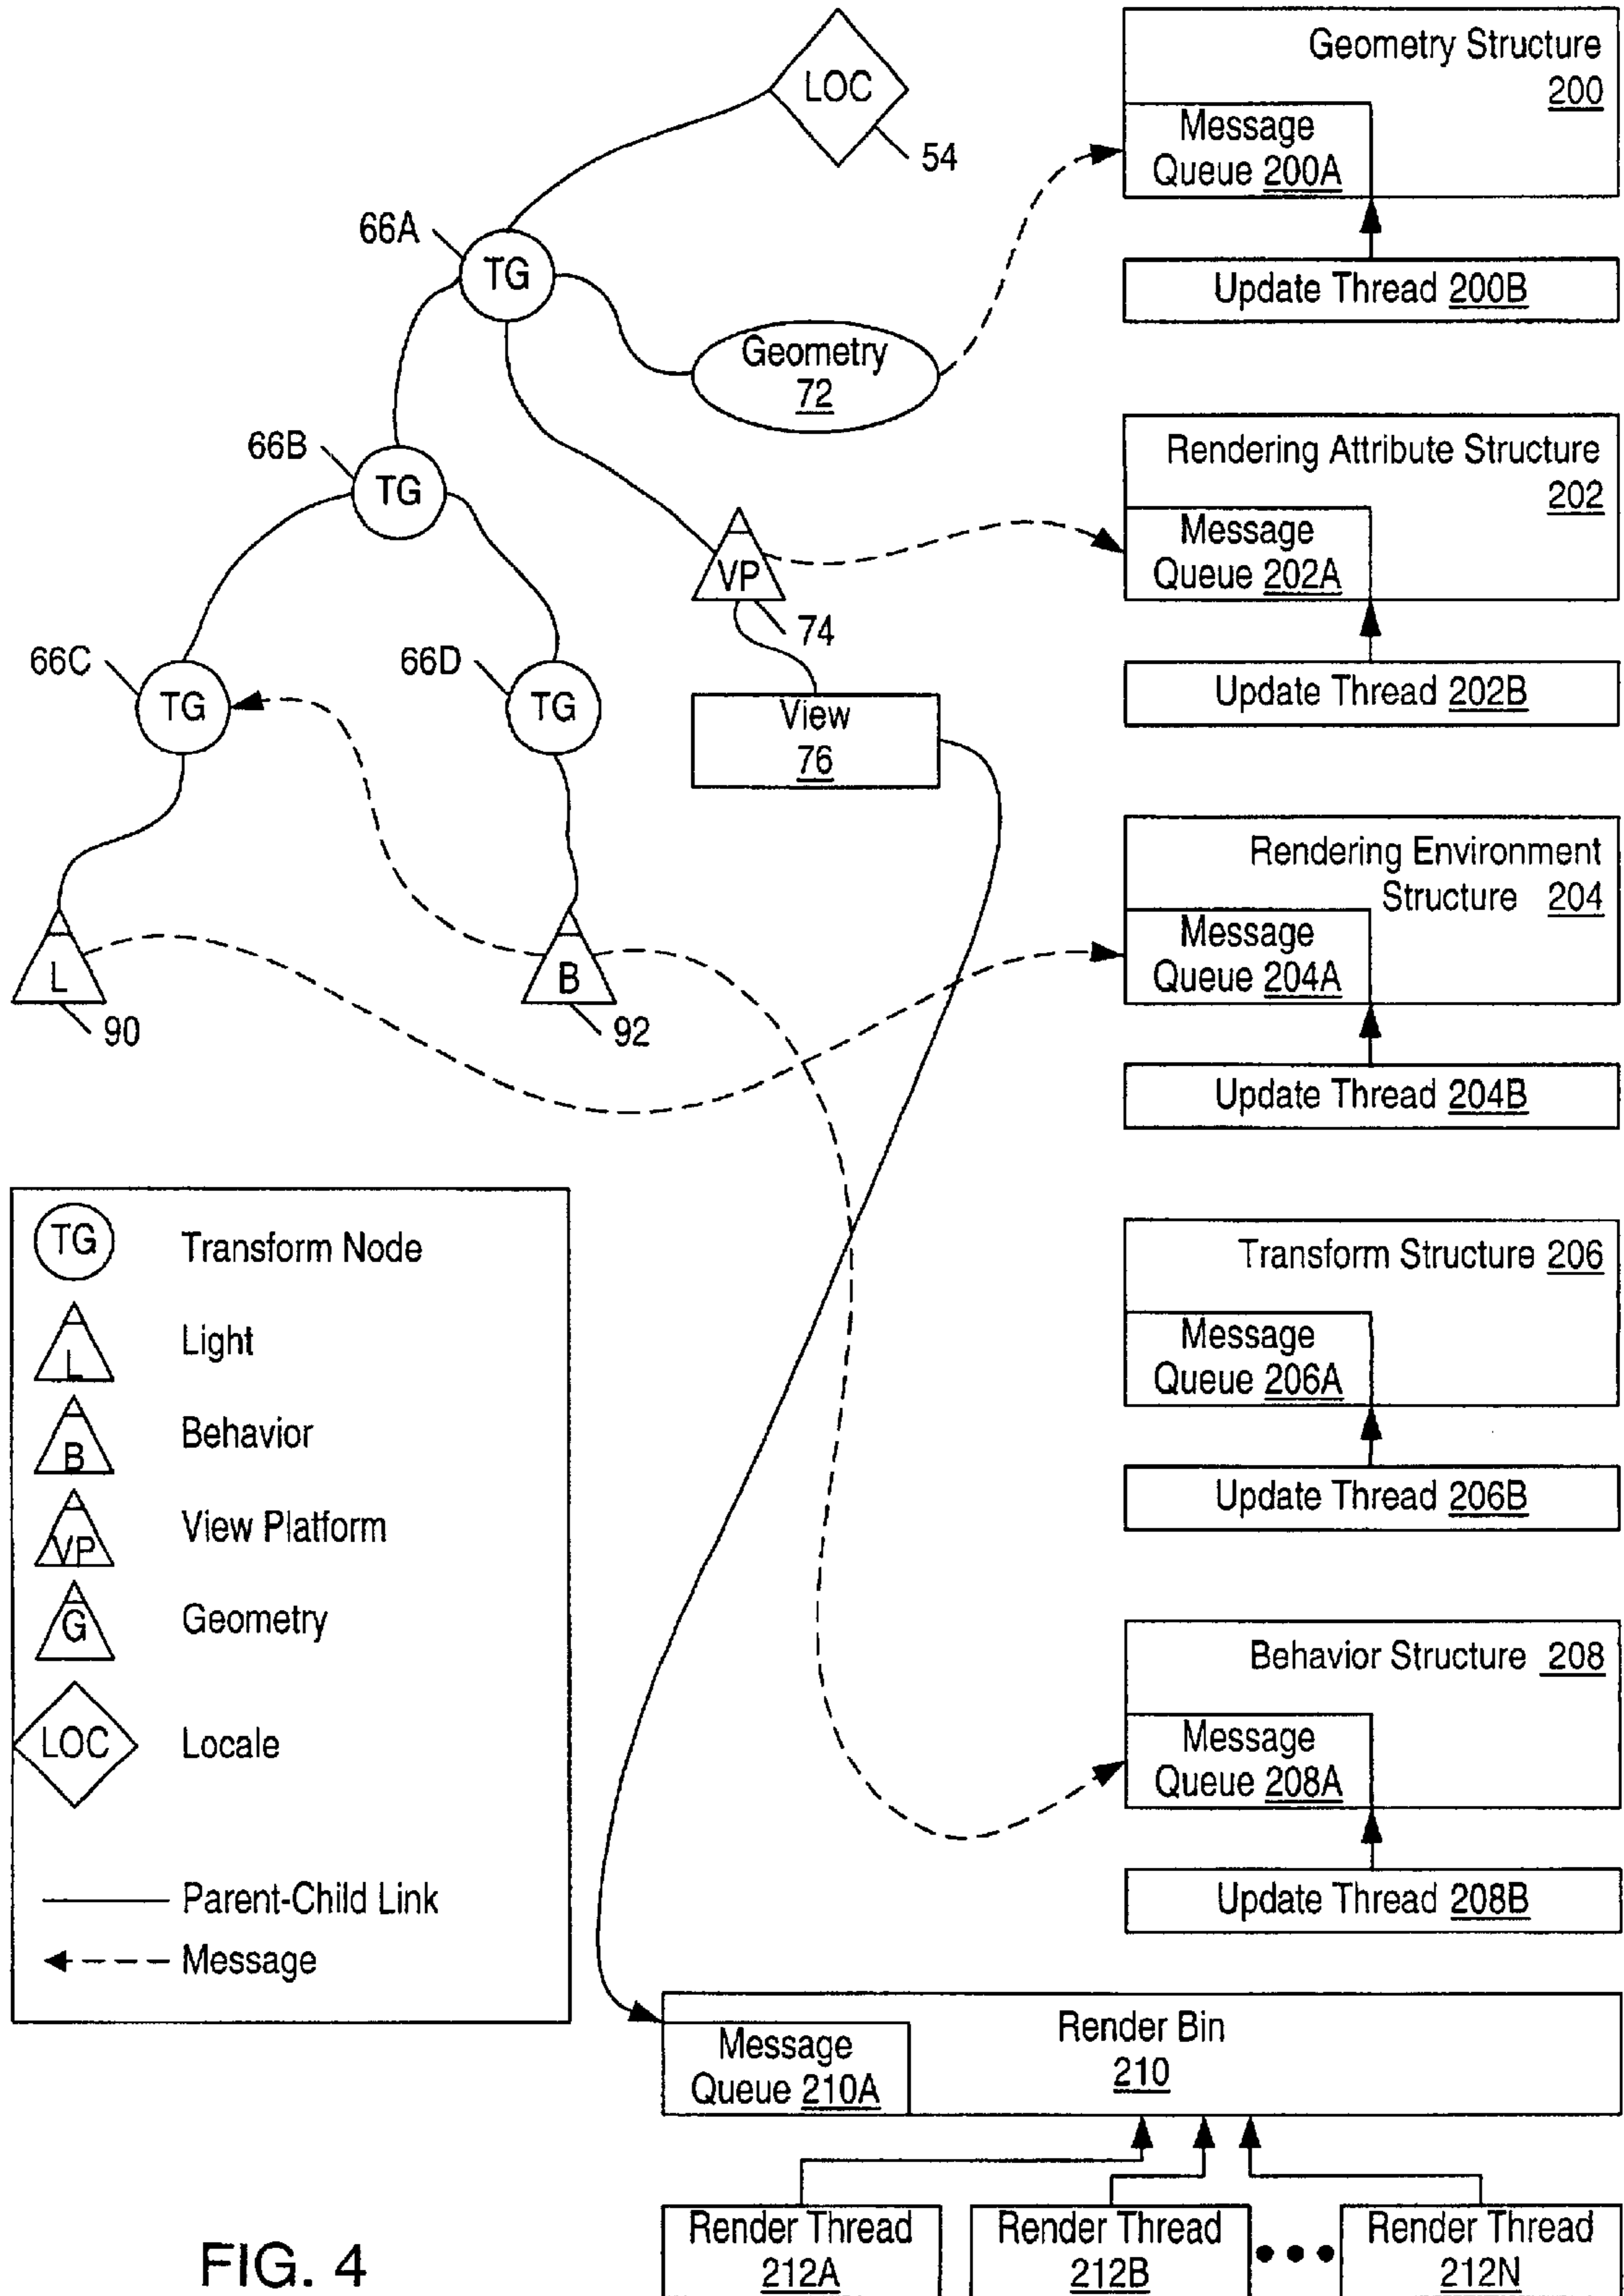 LOC
54
66A
TG
Geometry
72
66B
TG
VP
74
66C
TG
66D
TG
View
76
L
90
B
92
Geometry Structure
200
Message
Queue 200A
Update Thread 200B
Rendering Attribute Structure
202
Message
Queue 202A
Update Thread 202B
Rendering Environment
Structure 204
Message
Queue 204A
Update Thread 204B
Transform Structure 206
Message
Queue 206A
Update Thread 206B
Behavior Structure 208
Message
Queue 208A
Update Thread 208B
TG Transform Node
L Light
B Behavior
VP View Platform
G Geometry
LOC Locale
Parent-Child Link
Message
Render Bin
210
Message
Queue 210A
Render Thread
212A
Render Thread
212B
Render Thread
212N
FIG. 4